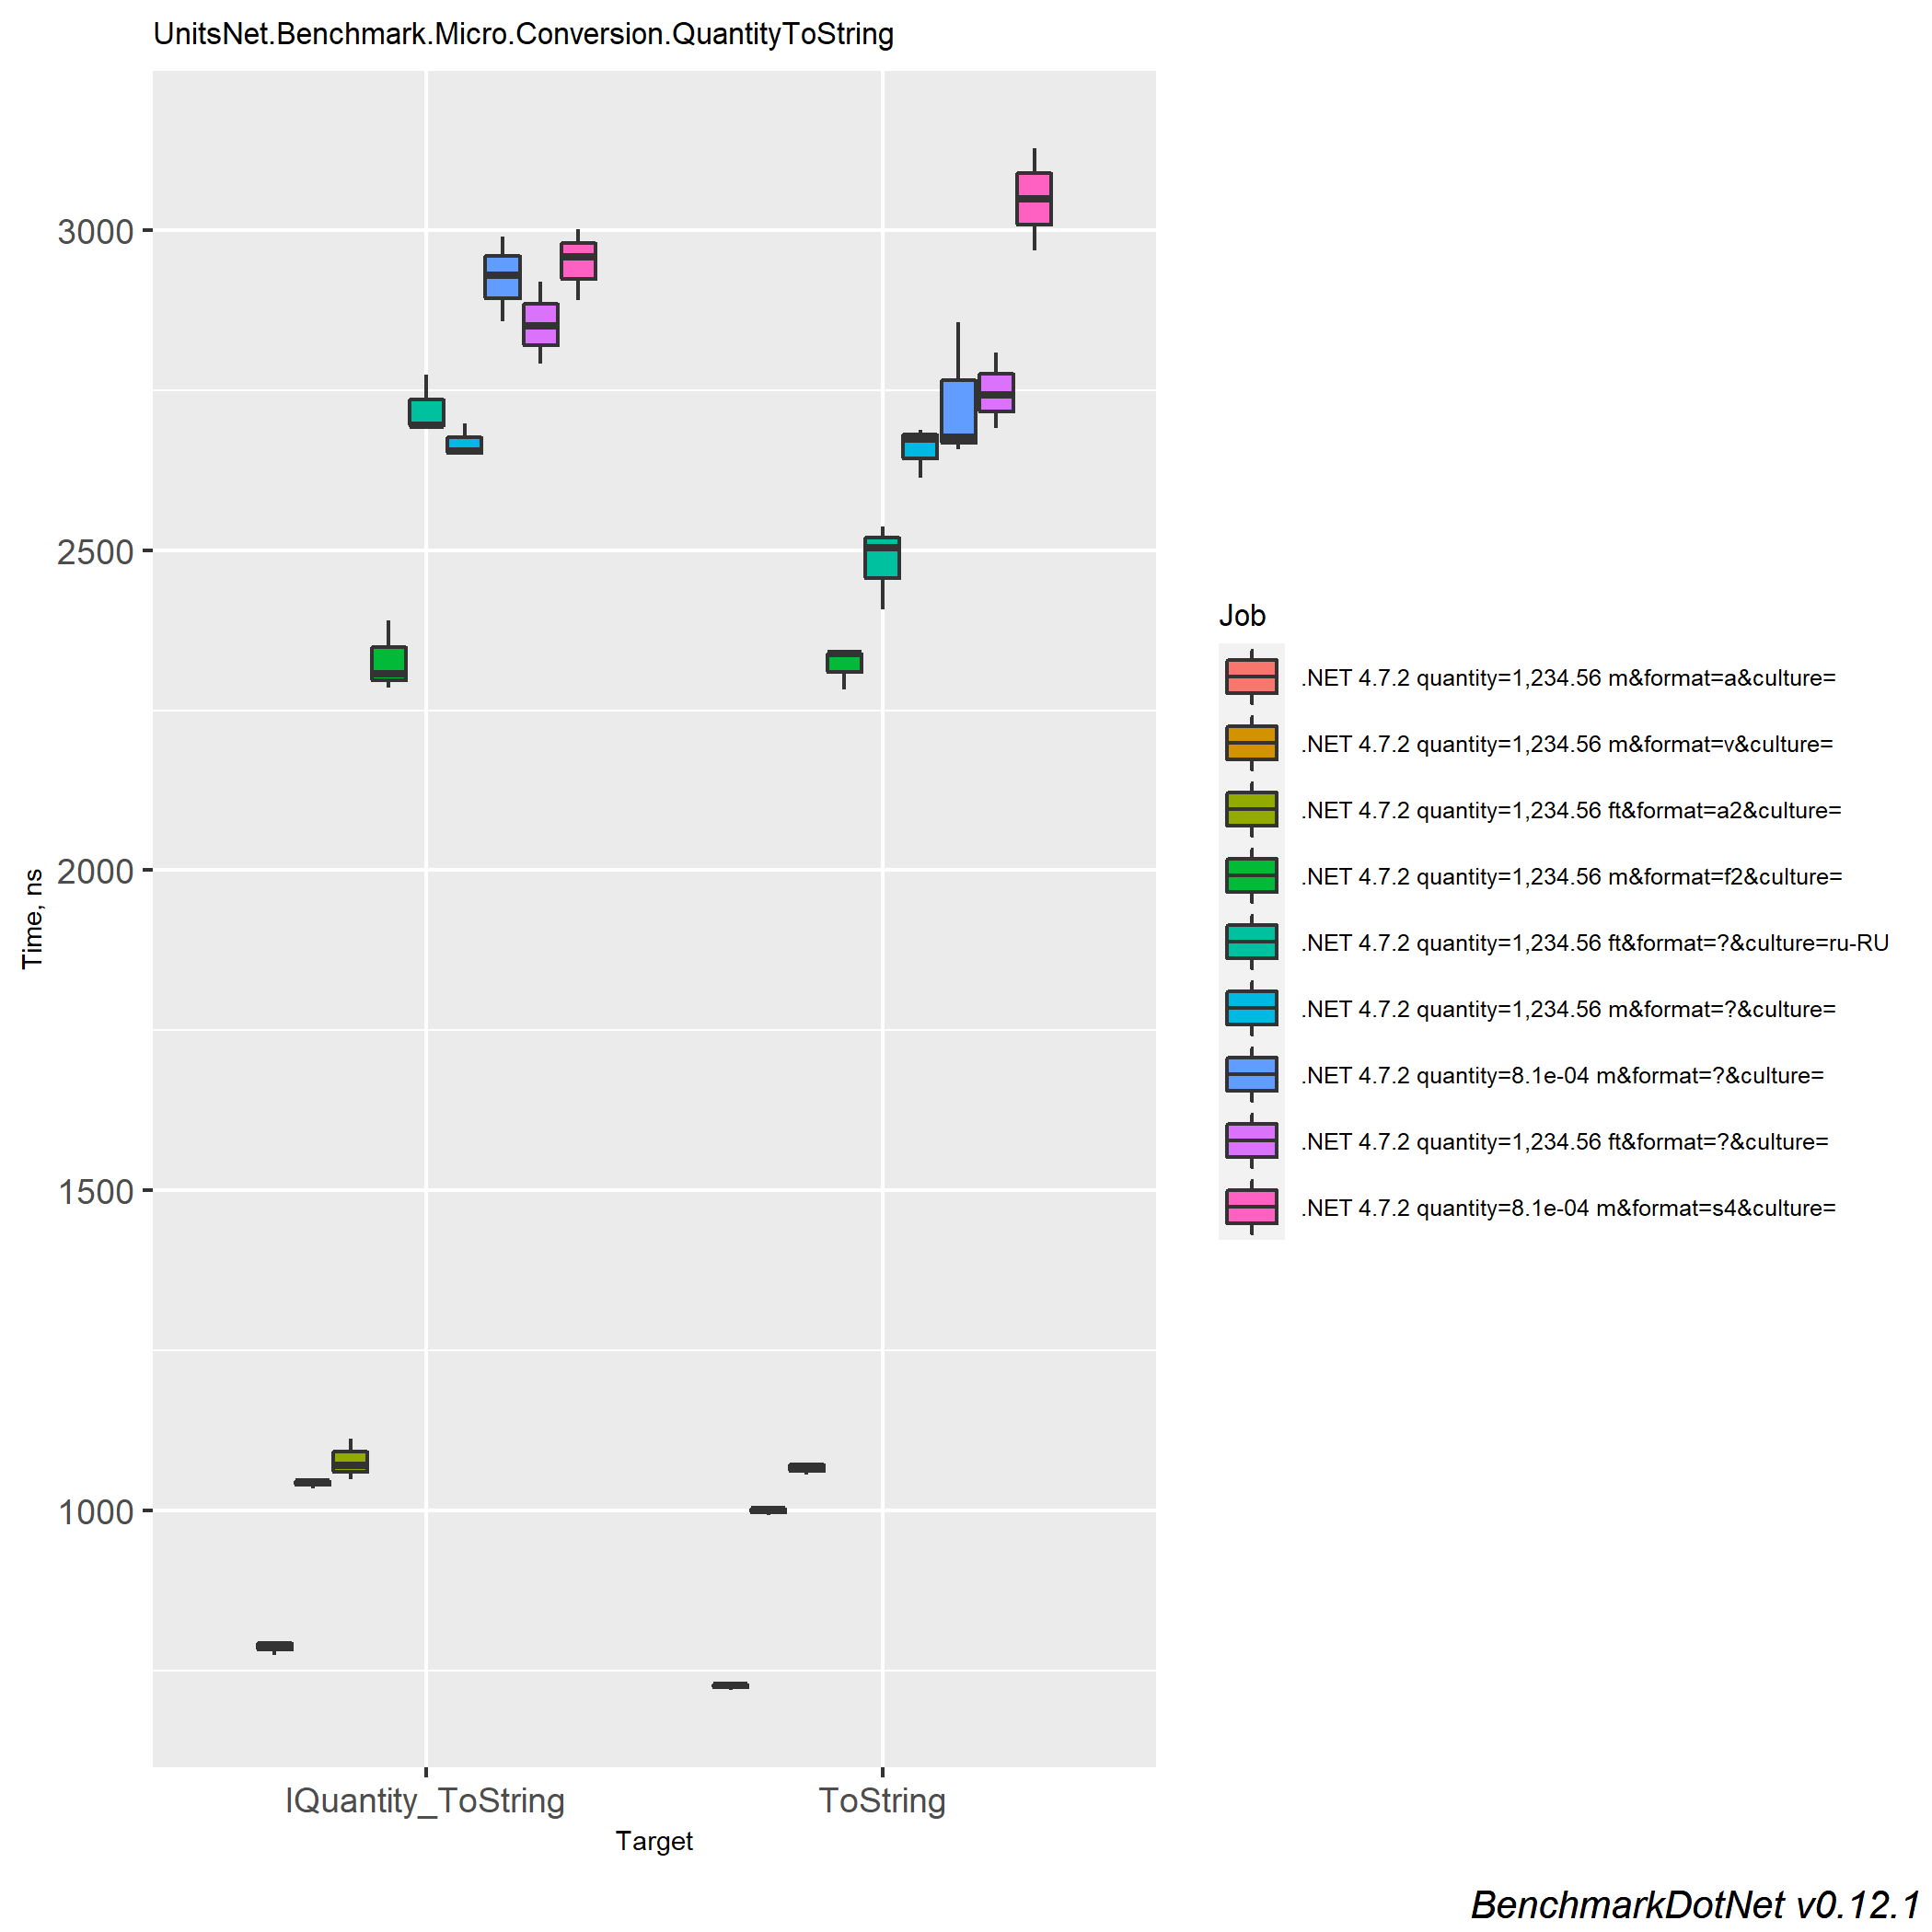 UnitsNet.Benchmark.Micro.Conversion.QuantityToString
3000
2500
2000
1500
1000
Time, ns
IQuantity_ToString
ToString
Target
Job
.NET 4.7.2 quantity=1,234.56 m&format=a&culture=
.NET 4.7.2 quantity=1,234.56 m&format=v&culture=
.NET 4.7.2 quantity=1,234.56 ft&format=a2&culture=
.NET 4.7.2 quantity=1,234.56 m&format=f2&culture=
.NET 4.7.2 quantity=1,234.56 ft&format=?&culture=ru-RU
.NET 4.7.2 quantity=1,234.56 m&format=?&culture=
.NET 4.7.2 quantity=8.1e-04 m&format=?&culture=
.NET 4.7.2 quantity=1,234.56 ft&format=?&culture=
.NET 4.7.2 quantity=8.1e-04 m&format=s4&culture=
BenchmarkDotNet v0.12.1